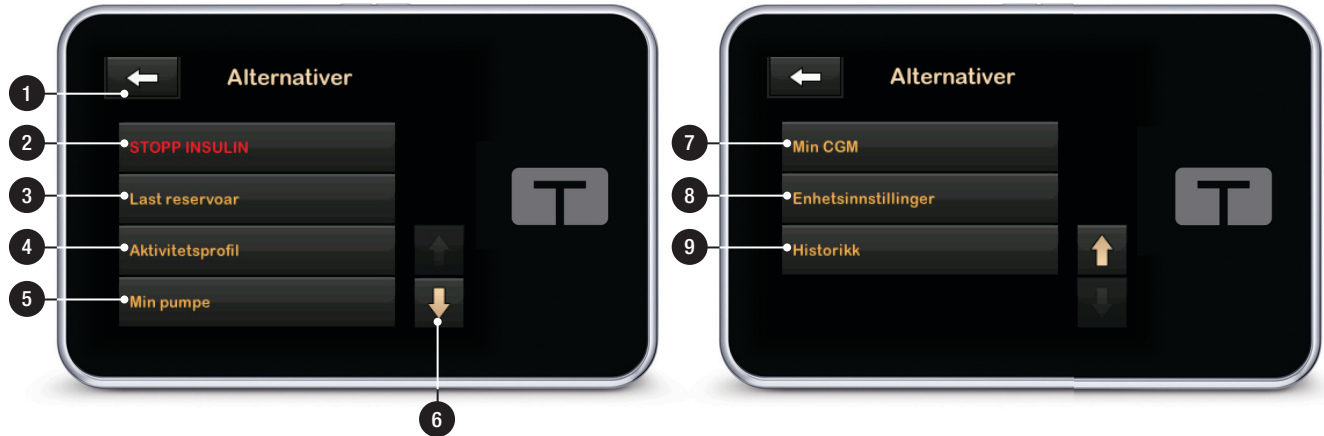 Alternativer
1
2
STOPP INSULIN
3
Last reservoar
4
Aktivitetsprofil
5
Min pumpe
6
Alternativer
7
Min CGM
8
Enhetsinnstillinger
9
Historikk